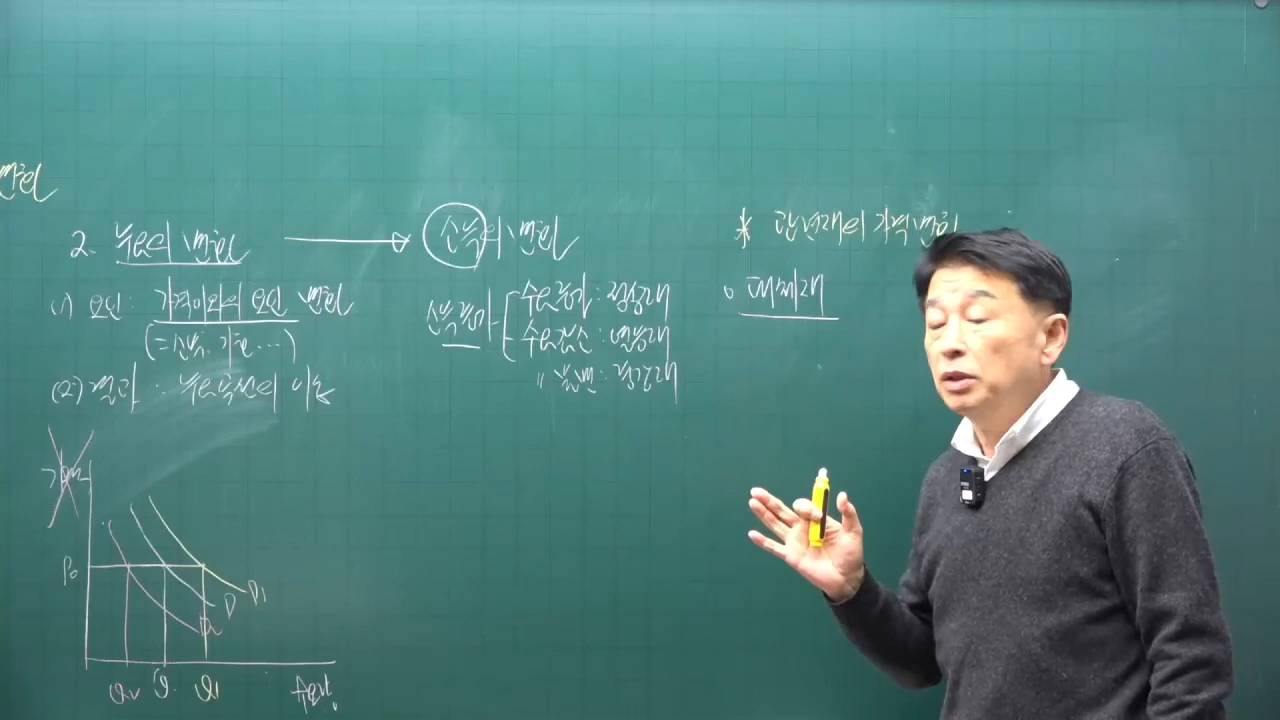 변화
2. 수요의 변화 → 소득의 변화
(1) 요인 : 가격이외의 요인 변화
(= 소득, 기호 ...)
(2) 결과 : 수요곡선의 이동
소득증가 수요증가 : 정상재
수요감소 : 열등재
〃 불변 : 중간재
* 관련재의 가격변화
o 대체재
가격
P₀
D D₁
D₂
Q₂ Q₀ Q₁
수요량